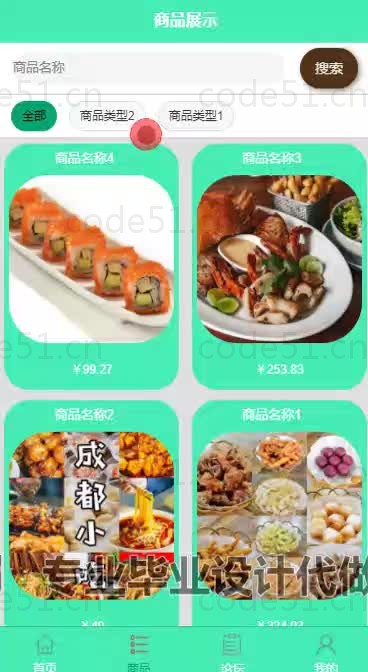 商品展示
商品名称
搜索
code51.cn
全部
商品类型2
商品类型1
商品名称4
商品名称3
code51.cn
¥99.27
¥253.83
code51.cn
code51.cn
商品名称2
商品名称1
成都小吃
专业毕业设计代做
¥49
¥324.03
code51.cn
首页
商品
论坛
我的